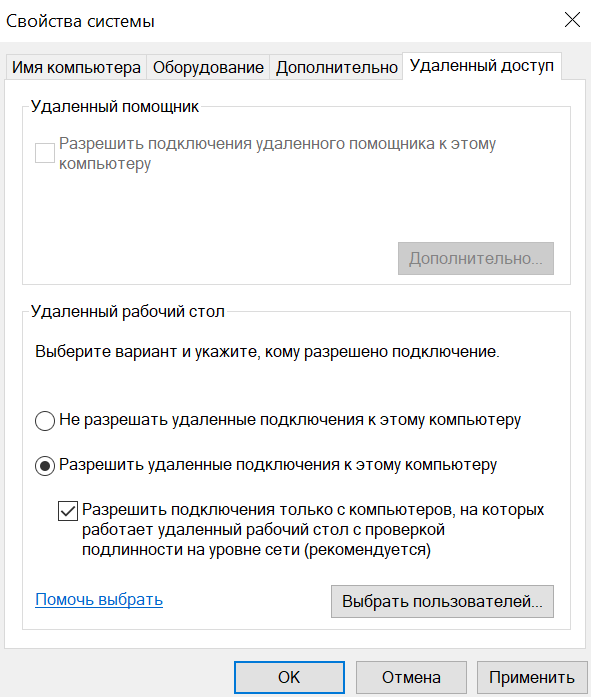 Свойства системы
Имя компьютера
Оборудование
Дополнительно
Удаленный доступ
Удаленный помощник
Разрешить подключения удаленного помощника к этому
компьютеру
Дополнительно...
Удаленный рабочий стол
Выберите вариант и укажите, кому разрешено подключение.
Не разрешать удаленные подключения к этому компьютеру
Разрешить удаленные подключения к этому компьютеру
Разрешить подключения только с компьютеров, на которых
работает удаленный рабочий стол с проверкой
подлинности на уровне сети (рекомендуется)
Помочь выбрать
Выбрать пользователей...
OK
Отмена
Применить